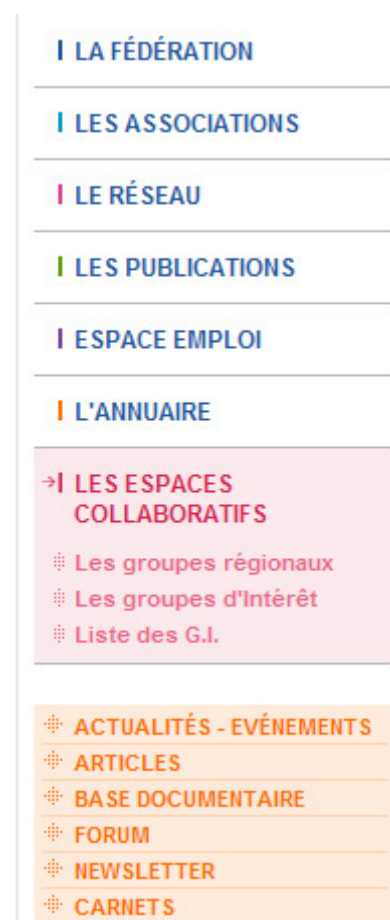 LA FÉDÉRATION
LES ASSOCIATIONS
LE RÉSEAU
LES PUBLICATIONS
ESPACE EMPLOI
L'ANNUAIRE
LES ESPACES
COLLABORATIFS
Les groupes régionaux
Les groupes d'Intérêt
Liste des G.I.
ACTUALITÉS - EVÉNEMENTS
ARTICLES
BASE DOCUMENTAIRE
FORUM
NEWSLETTER
CARNETS